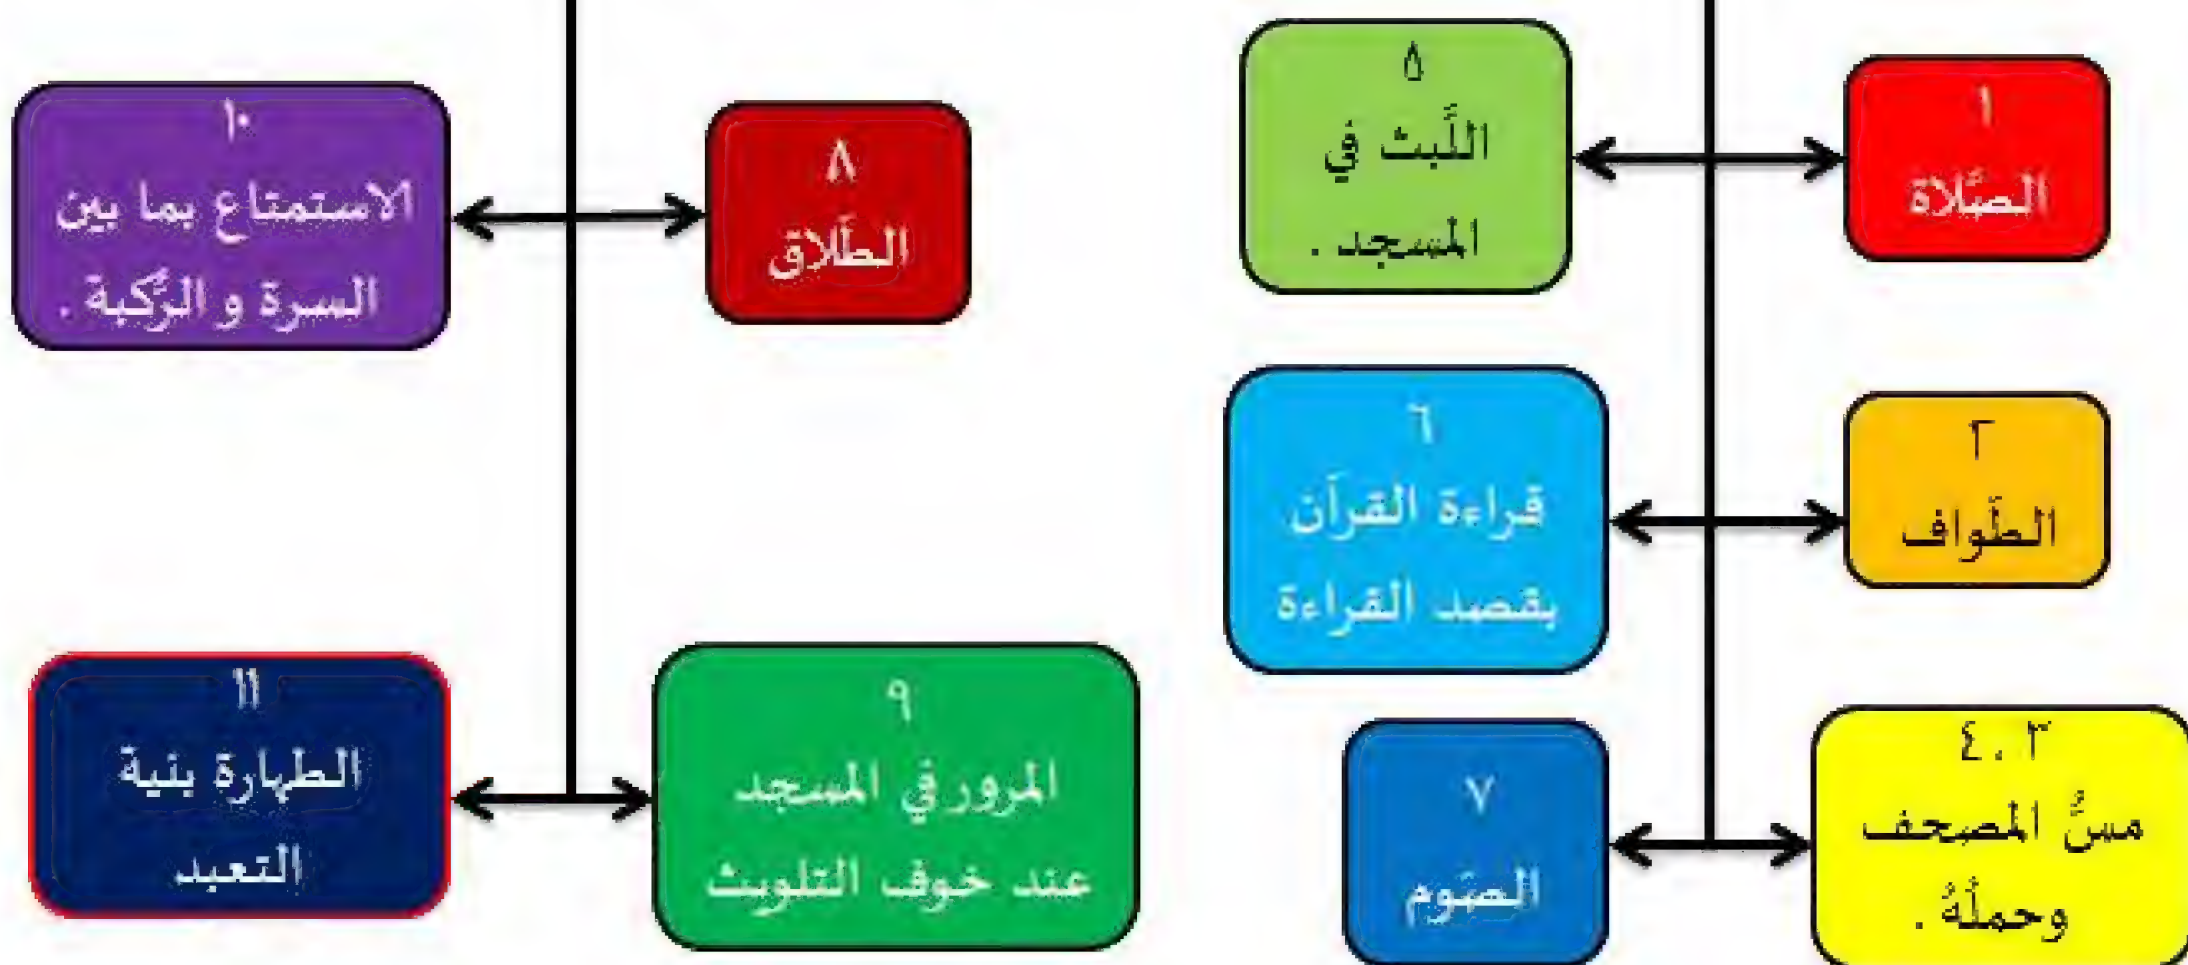 ١
الصَّلاة
٢
الطَّواف
٣ ، ٤
مسُّ المصحف
وحملُهُ .
٥
اللَّبث في
المسجد .
٦
قراءة القرآن
بقصد القراءة
٧
الصَّوم
٨
الطَّلاق
٩
المرور في المسجد
عند خوف التلويث
١٠
الاستمتاع بما بين
السرة و الرُّكبة .
١١
الطهارة بنية
التعبد